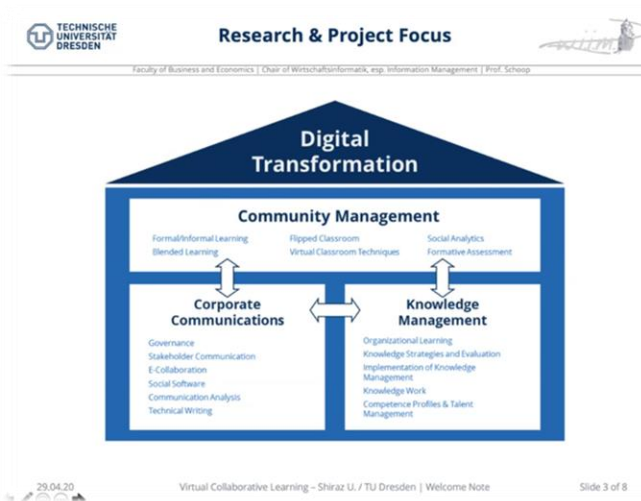 TECHNISCHE
UNIVERSITÄT
DRESDEN
Research & Project Focus
wiim
Faculty of Business and Economics | Chair of Wirtschaftsinformatik, esp. Information Management | Prof. Schoop
Digital
Transformation
Community Management
Formal/Informal Learning
Flipped Classroom
Social Analytics
Blended Learning
Virtual Classroom Techniques
Formative Assessment
Corporate
Communications
Governance
Stakeholder Communication
E-Collaboration
Social Software
Communication Analysis
Technical Writing
Knowledge
Management
Organizational Learning
Knowledge Strategies and Evaluation
Implementation of Knowledge
Management
Knowledge Work
Competence Profiles & Talent
Management
29.04.20
Virtual Collaborative Learning – Shiraz U. / TU Dresden | Welcome Note
Slide 3 of 8